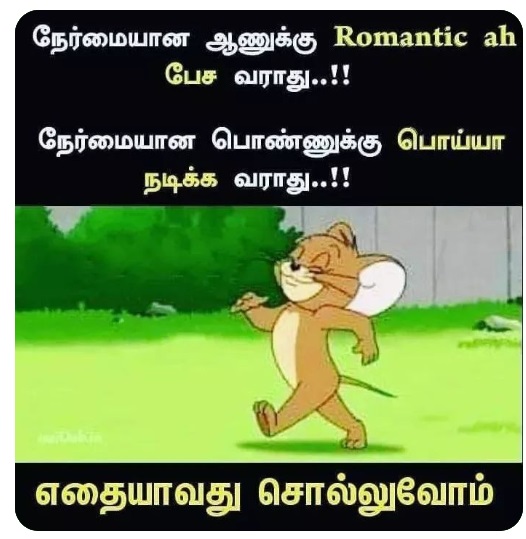 நேர்மையான ஆணுக்கு Romantic ah
பேச வராது..!!
நேர்மையான பொண்ணுக்கு பொய்யா
நடிக்க வராது..!!
எதையாவது சொல்லுவோம்